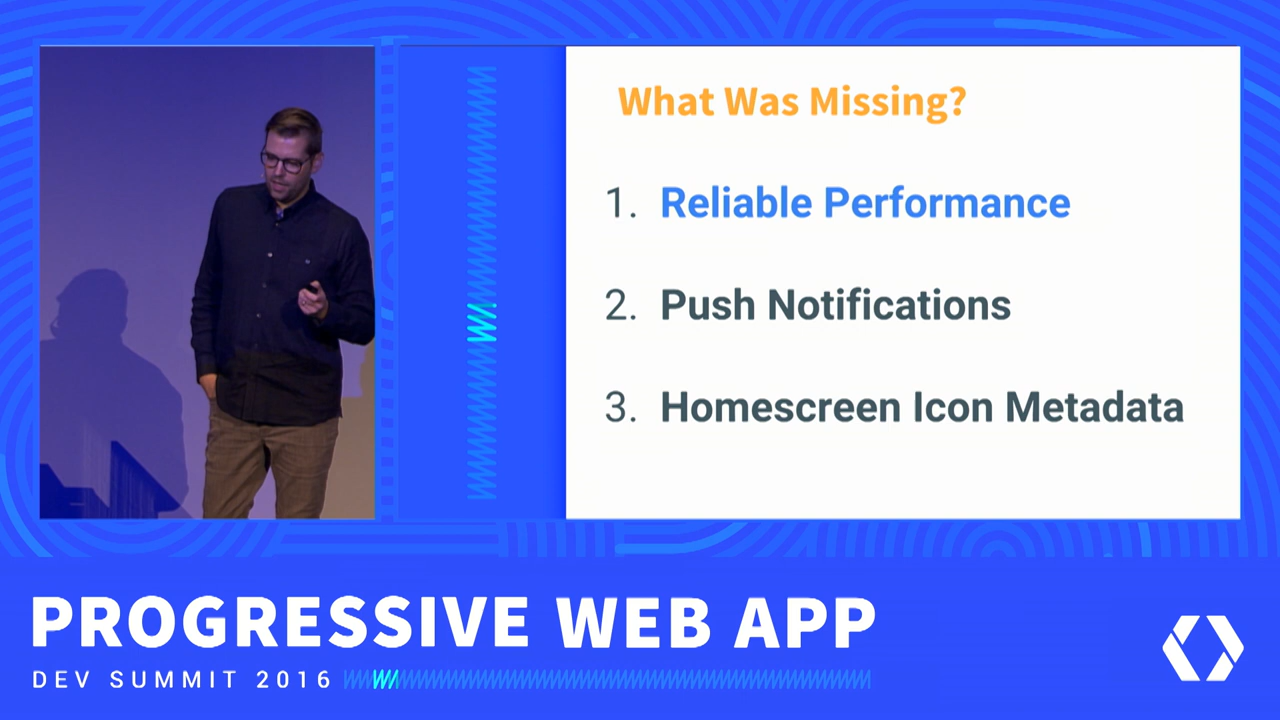 What Was Missing?
1. Reliable Performance
2. Push Notifications
3. Homescreen Icon Metadata
PROGRESSIVE WEB APP
DEV SUMMIT 2016